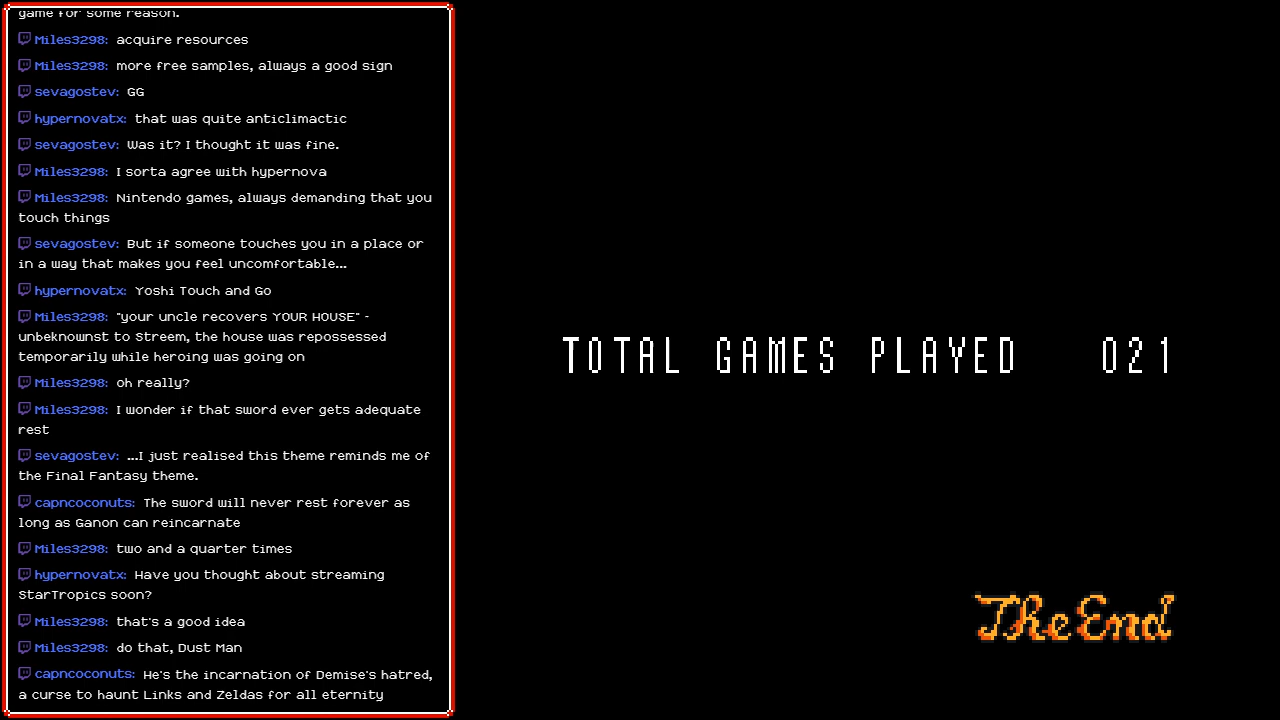 game for some reason.
Miles3298: acquire resources
Miles3298: more free samples, always a good sign
sevagostev: GG
hypernovatx: that was quite anticlimactic
sevagostev: Was it? I thought it was fine.
Miles3298: I sorta agree with hypernova
Miles3298: Nintendo games, always demanding that you
touch things
sevagostev: But if someone touches you in a place or
in a way that makes you feel uncomfortable...
hypernovatx: Yoshi Touch and Go
Miles3298: "your uncle recovers YOUR HOUSE" -
unbeknownst to Streem, the house was repossessed
temporarily while heroing was going on
Miles3298: oh really?
Miles3298: I wonder if that sword ever gets adequate
rest
sevagostev: ...I just realised this theme reminds me of
the Final Fantasy theme.
capncoconuts: The sword will never rest forever as
long as Ganon can reincarnate
Miles3298: two and a quarter times
hypernovatx: Have you thought about streaming
StarTropics soon?
Miles3298: that's a good idea
Miles3298: do that, Dust Man
capncoconuts: He's the incarnation of Demise's hatred,
a curse to haunt Links and Zeldas for all eternity
TOTAL GAMES PLAYED 021
The End